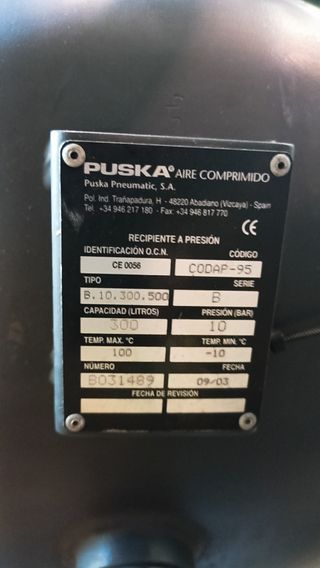 PUSKA® AIRE COMPRIMIDO
Puska Pneumatic, S.A.
Pol. Ind. Trañapadura, H - 48220 Abadiano (Vizcaya) - Spain
Tel. +34 946 217 180 - Fax: +34 946 817 770
CE
RECIPIENTE A PRESIÓN
IDENTIFICACIÓN O.C.N. CÓDIGO
CE 0056 CODAP-95
TIPO SERIE
B.10.300.500 B
CAPACIDAD (LITROS) PRESIÓN (BAR)
300 10
TEMP. MAX. °C TEMP. MIN. °C
100 -10
NÚMERO FECHA
B031489 09/03
FECHA DE REVISIÓN